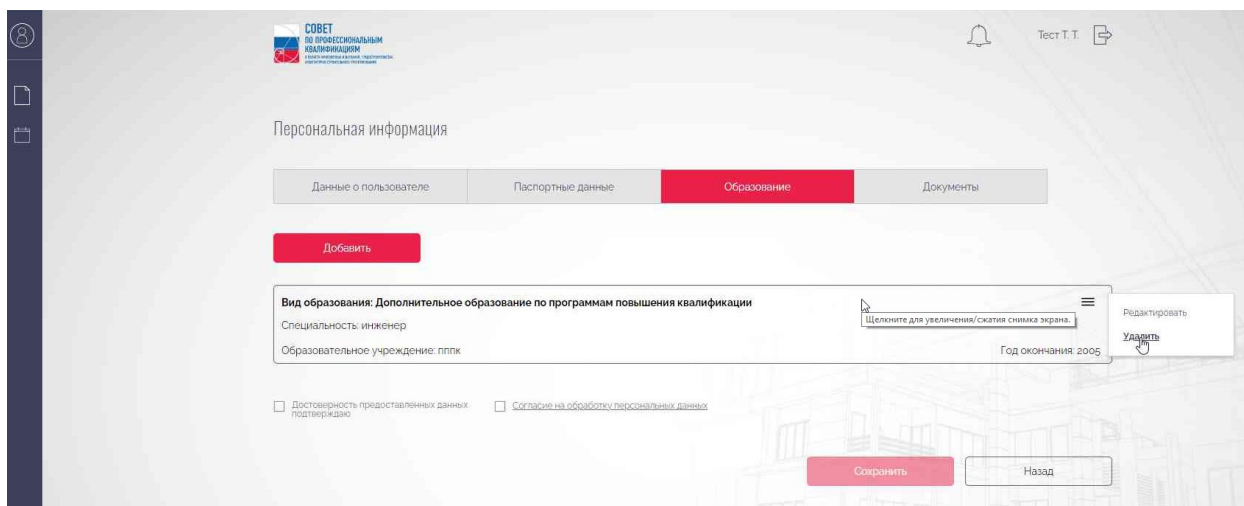 СОВЕТ
ПО ПРОФЕССИОНАЛЬНЫМ
КВАЛИФИКАЦИЯМ
Тест Т. Т.
Персональная информация
Данные о пользователе
Паспортные данные
Образование
Документы
Добавить
Вид образования: Дополнительное образование по программам повышения квалификации
Щелкните для увеличения/сжатия снимка экрана.
Редактировать
Специальность: инженер
Удалить
Образовательное учреждение: пппк
Год окончания: 2005
Достоверность предоставленных данных
подтверждаю
Согласие на обработку персональных данных
Сохранить
Назад